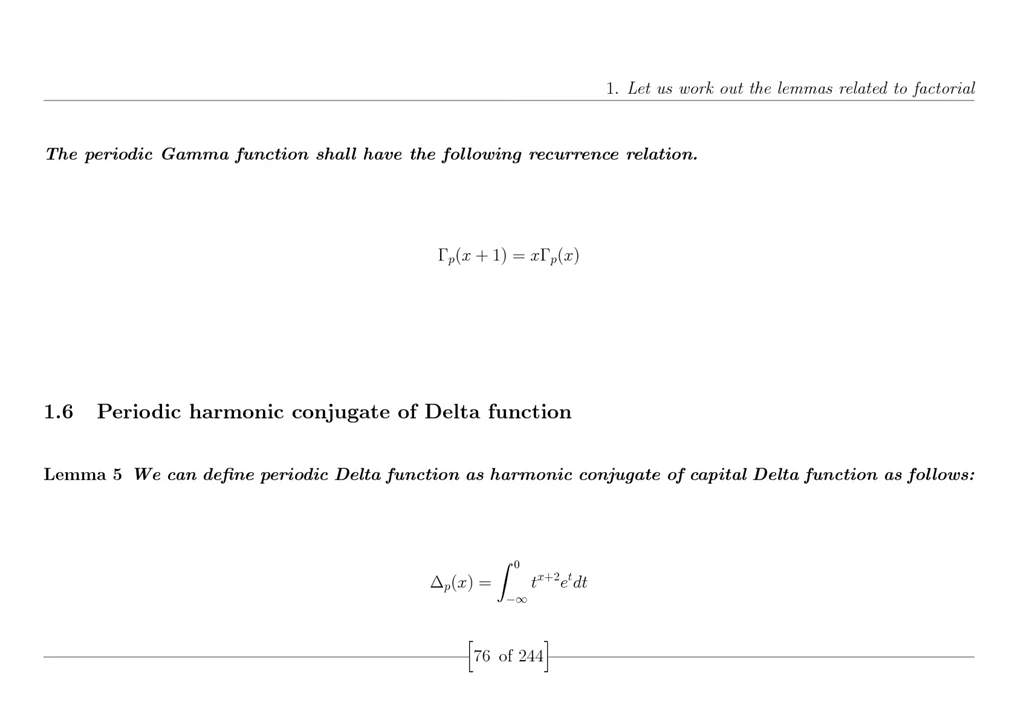 1. Let us work out the lemmas related to factorial
The periodic Gamma function shall have the following recurrence relation.
Γₚ(x + 1) = xΓₚ(x)
1.6 Periodic harmonic conjugate of Delta function
Lemma 5 We can define periodic Delta function as harmonic conjugate of capital Delta function as follows:
Δₚ(x) = ∫_{−∞}^{0} t^{x+2}e^{t}dt
[76 of 244]